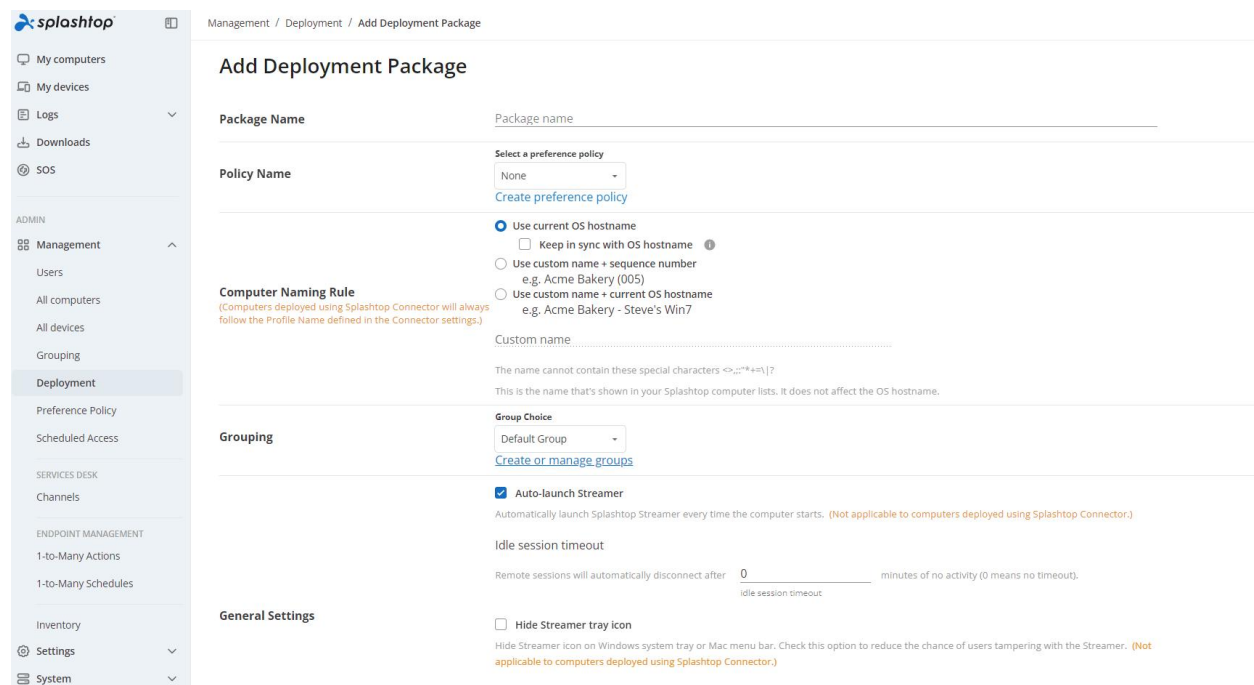 splashtop
My computers
My devices
Logs
Downloads
SOS
ADMIN
Management
Users
All computers
All devices
Grouping
Deployment
Preference Policy
Scheduled Access
SERVICES DESK
Channels
ENDPOINT MANAGEMENT
1-to-Many Actions
1-to-Many Schedules
Inventory
Settings
System
Management / Deployment / Add Deployment Package
Add Deployment Package
Package Name
Package name
Policy Name
Select a preference policy
None
Create preference policy
Computer Naming Rule
(Computers deployed using Splashtop Connector will always
follow the Profile Name defined in the Connector settings.)
Use current OS hostname
Keep in sync with OS hostname
Use custom name + sequence number
e.g. Acme Bakery (005)
Use custom name + current OS hostname
e.g. Acme Bakery - Steve's Win7
Custom name
The name cannot contain these special characters <>,;:"*+=\|?
This is the name that's shown in your Splashtop computer lists. It does not affect the OS hostname.
Grouping
Group Choice
Default Group
Create or manage groups
General Settings
Auto-launch Streamer
Automatically launch Splashtop Streamer every time the computer starts. (Not applicable to computers deployed using Splashtop Connector.)
Idle session timeout
Remote sessions will automatically disconnect after 0 minutes of no activity (0 means no timeout).
idle session timeout
Hide Streamer tray icon
Hide Streamer icon on Windows system tray or Mac menu bar. Check this option to reduce the chance of users tampering with the Streamer. (Not
applicable to computers deployed using Splashtop Connector.)